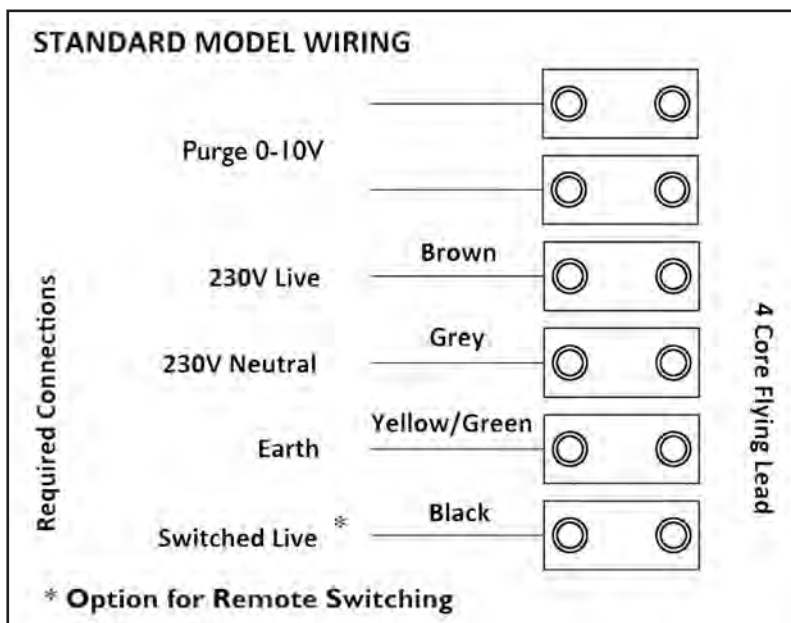 STANDARD MODEL WIRING
Purge 0-10V
Brown
230V Live
Grey
230V Neutral
Yellow/Green
Earth
Black
Switched Live *
* Option for Remote Switching
Required Connections
4 Core Flying Lead